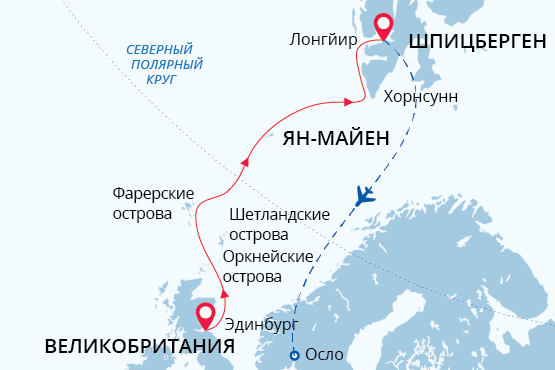 Лонгйир
ШПИЦБЕРГЕН
СЕВЕРНЫЙ
ПОЛЯРНЫЙ
КРУГ
Хорнсунн
ЯН-МАЙЕН
Фарерские
острова
Шетландские
острова
Оркнейские
острова
Эдинбург
ВЕЛИКОБРИТАНИЯ
Осло